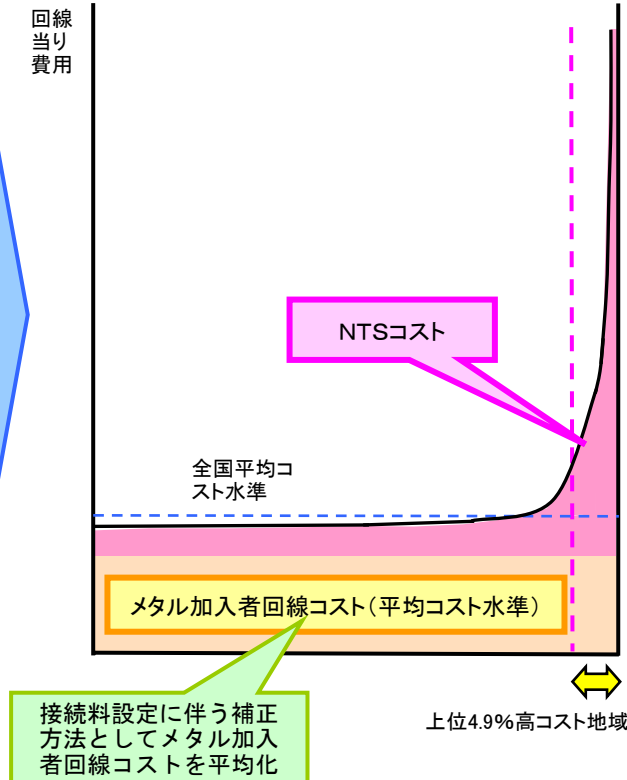 回線
当り
費用
NTSコスト
全国平均コ
スト水準
メタル加入者回線コスト(平均コスト水準)
接続料設定に伴う補正
方法としてメタル加入
者回線コストを平均化
上位4.9%高コスト地域